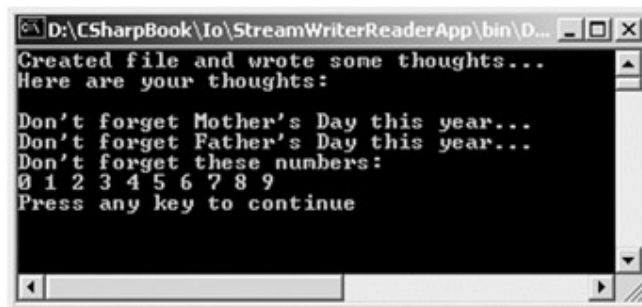 D:\CSharpBook\Io\StreamWriterReaderApp\bin\D...
Created file and wrote some thoughts...
Here are your thoughts:
Don't forget Mother's Day this year...
Don't forget Father's Day this year...
Don't forget these numbers:
0 1 2 3 4 5 6 7 8 9
Press any key to continue